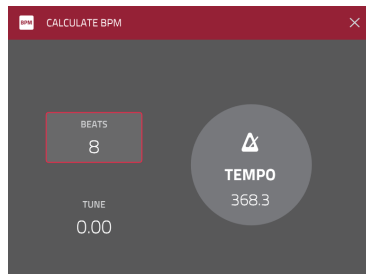 BPM CALCULATE BPM
BEATS
8
TEMPO
368.3
TUNE
0.00